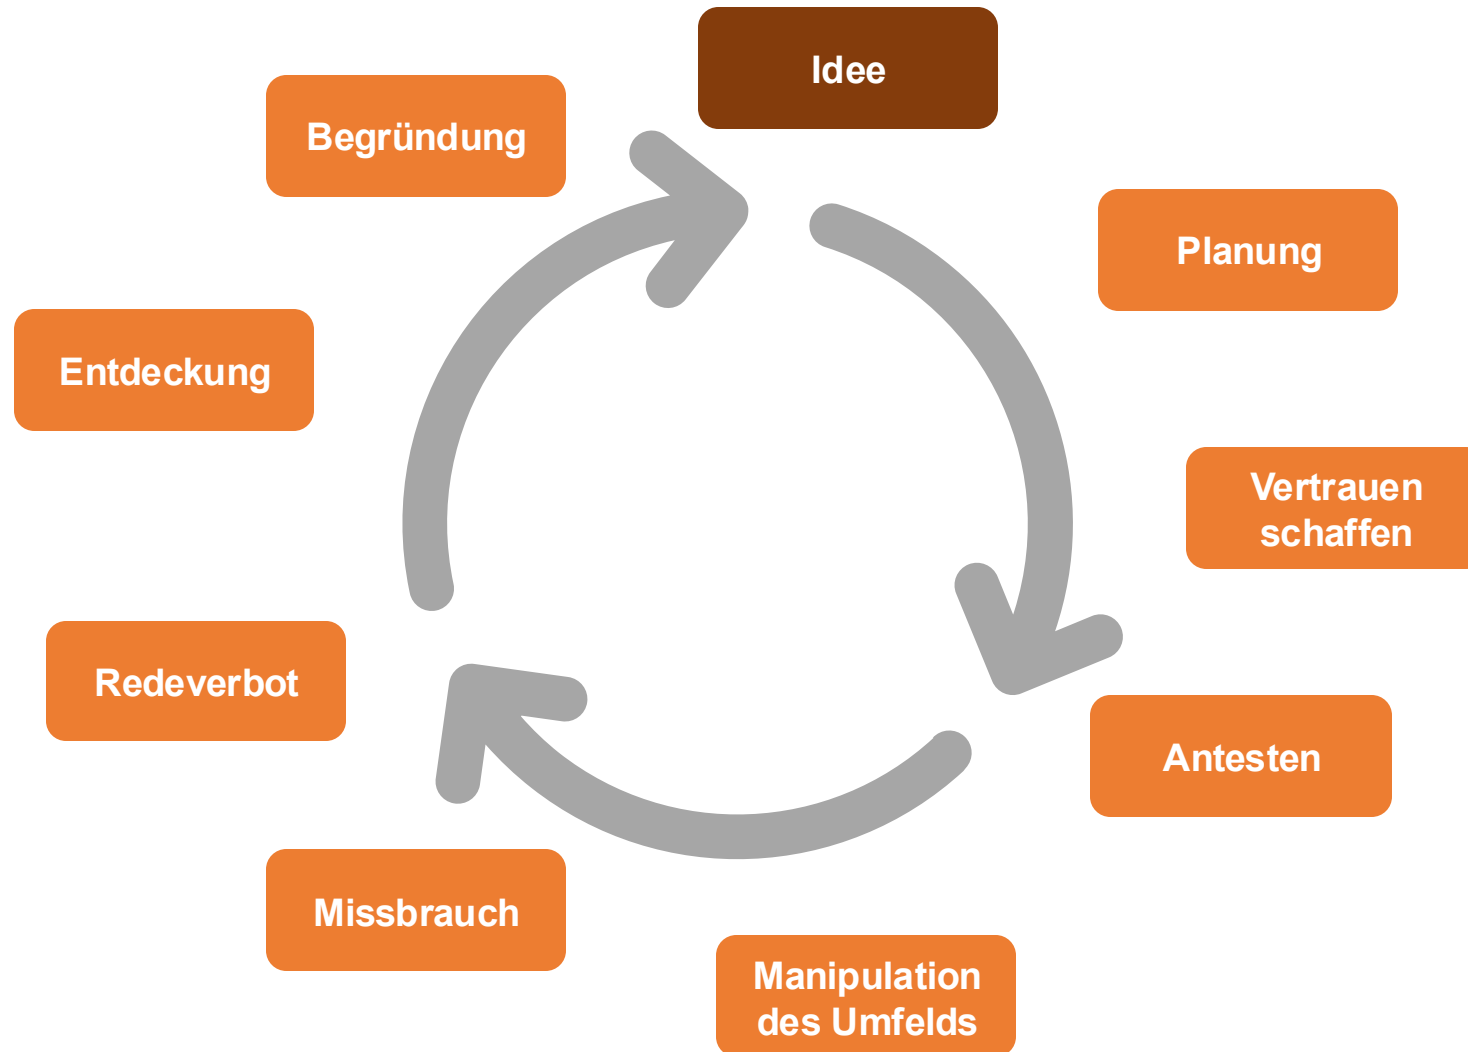 Idee
Planung
Vertrauen
schaffen
Antesten
Manipulation
des Umfelds
Missbrauch
Redeverbot
Entdeckung
Begründung